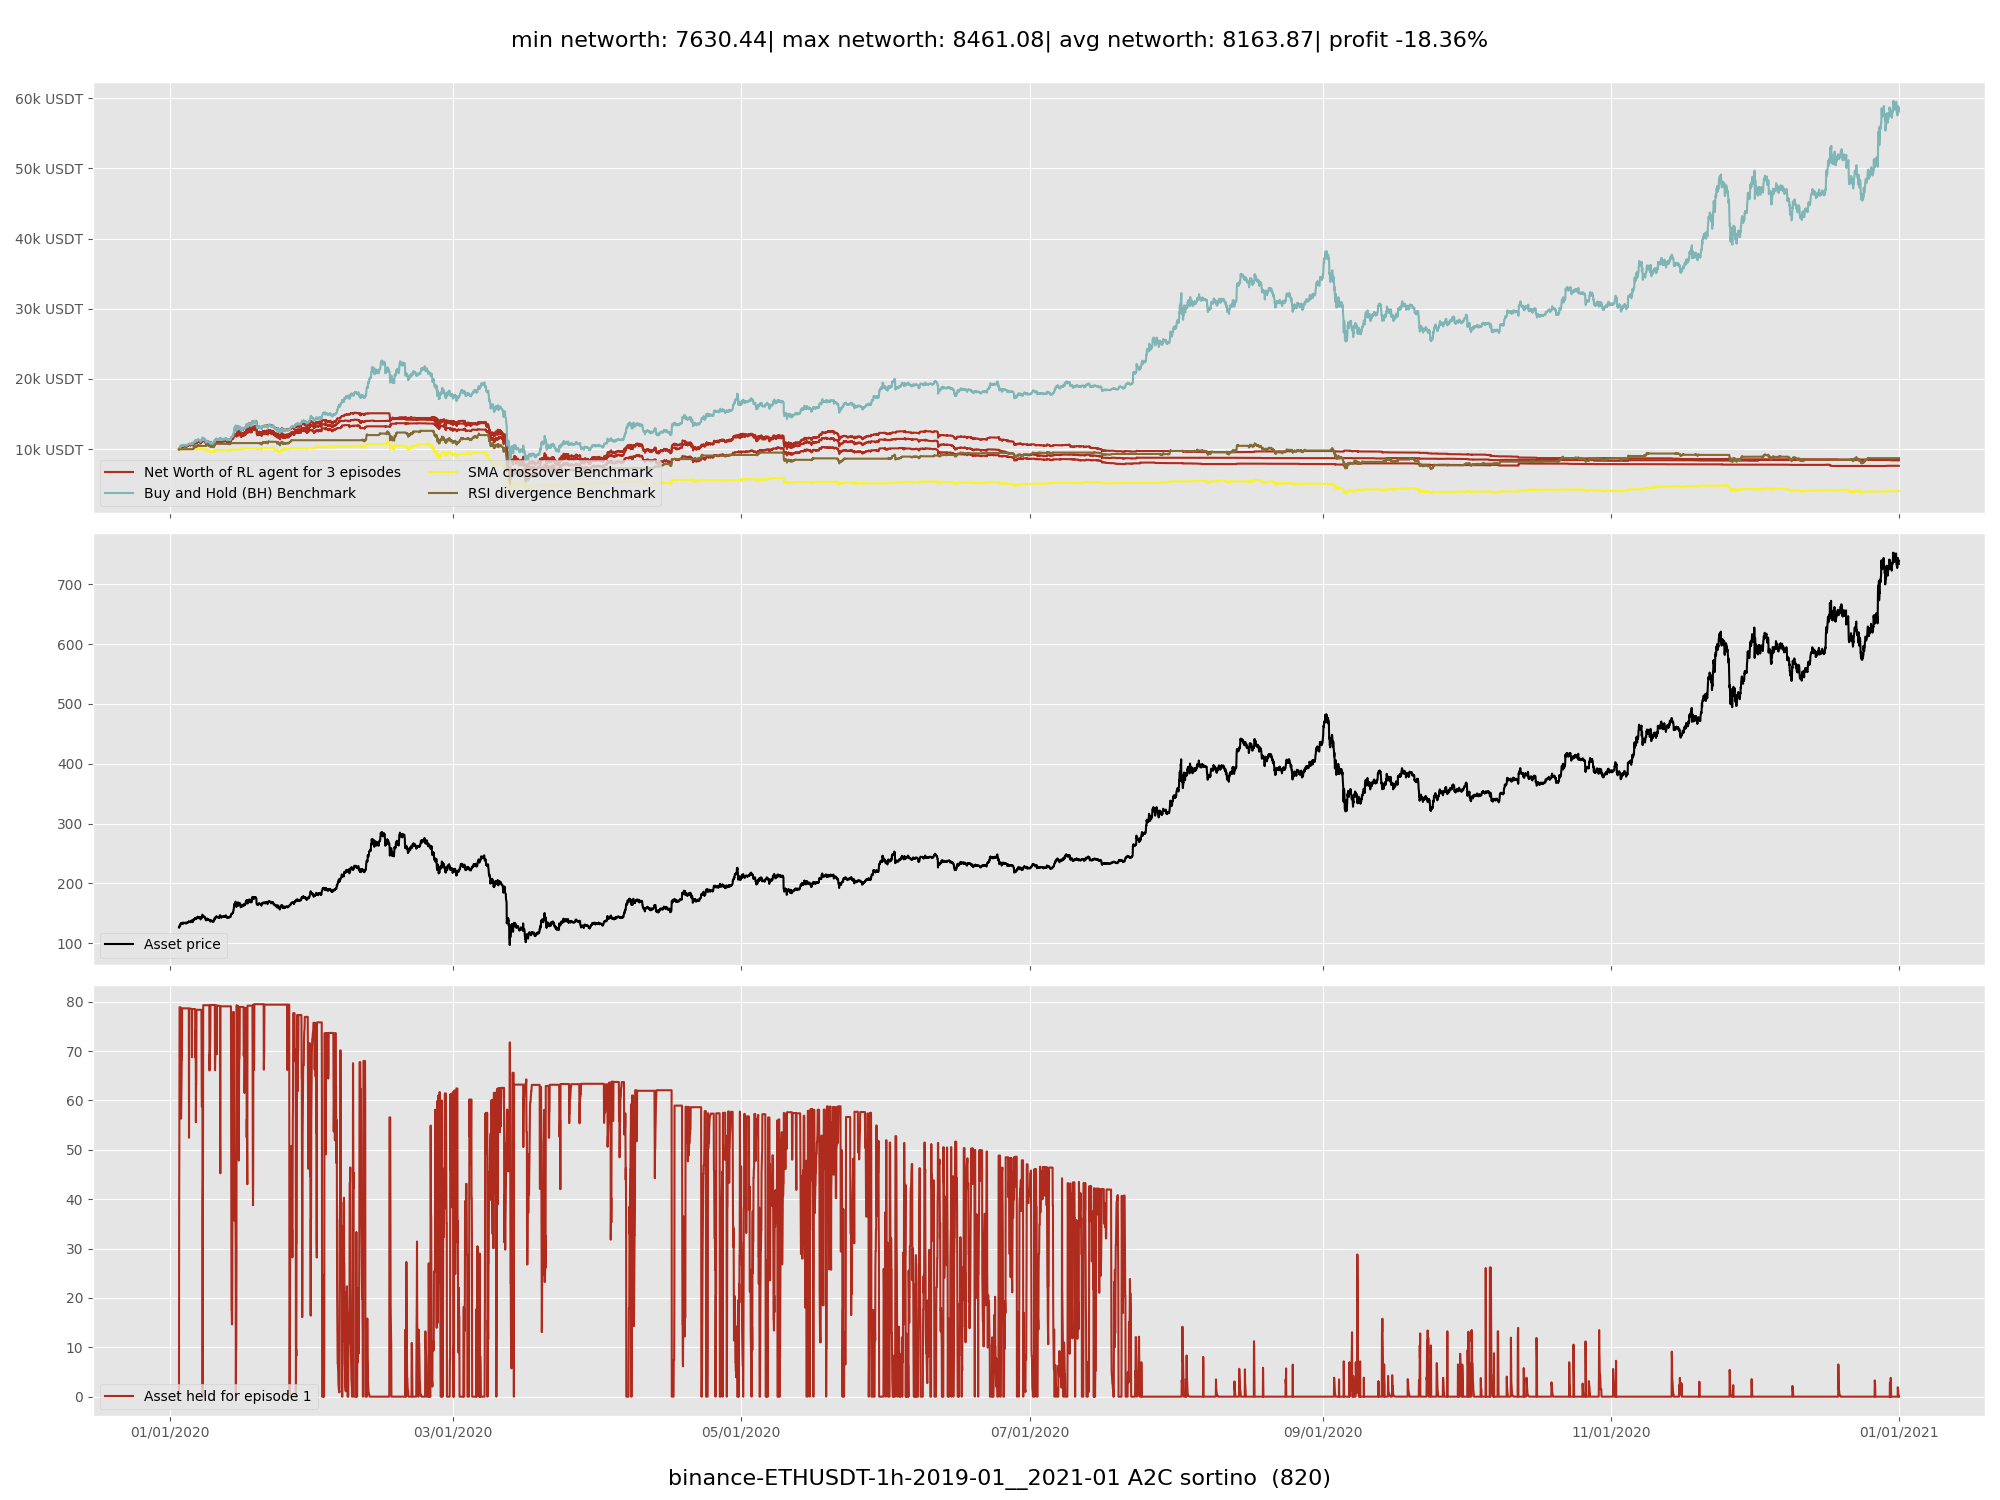 min networth: 7630.44| max networth: 8461.08| avg networth: 8163.87| profit -18.36%
60k USDT
50k USDT
40k USDT
30k USDT
20k USDT
10k USDT
Net Worth of RL agent for 3 episodes
Buy and Hold (BH) Benchmark
SMA crossover Benchmark
RSI divergence Benchmark
700
600
500
400
300
200
100
Asset price
80
70
60
50
40
30
20
10
0
Asset held for episode 1
01/01/2020
03/01/2020
05/01/2020
07/01/2020
09/01/2020
11/01/2020
01/01/2021
binance-ETHUSDT-1h-2019-01__2021-01 A2C sortino  (820)